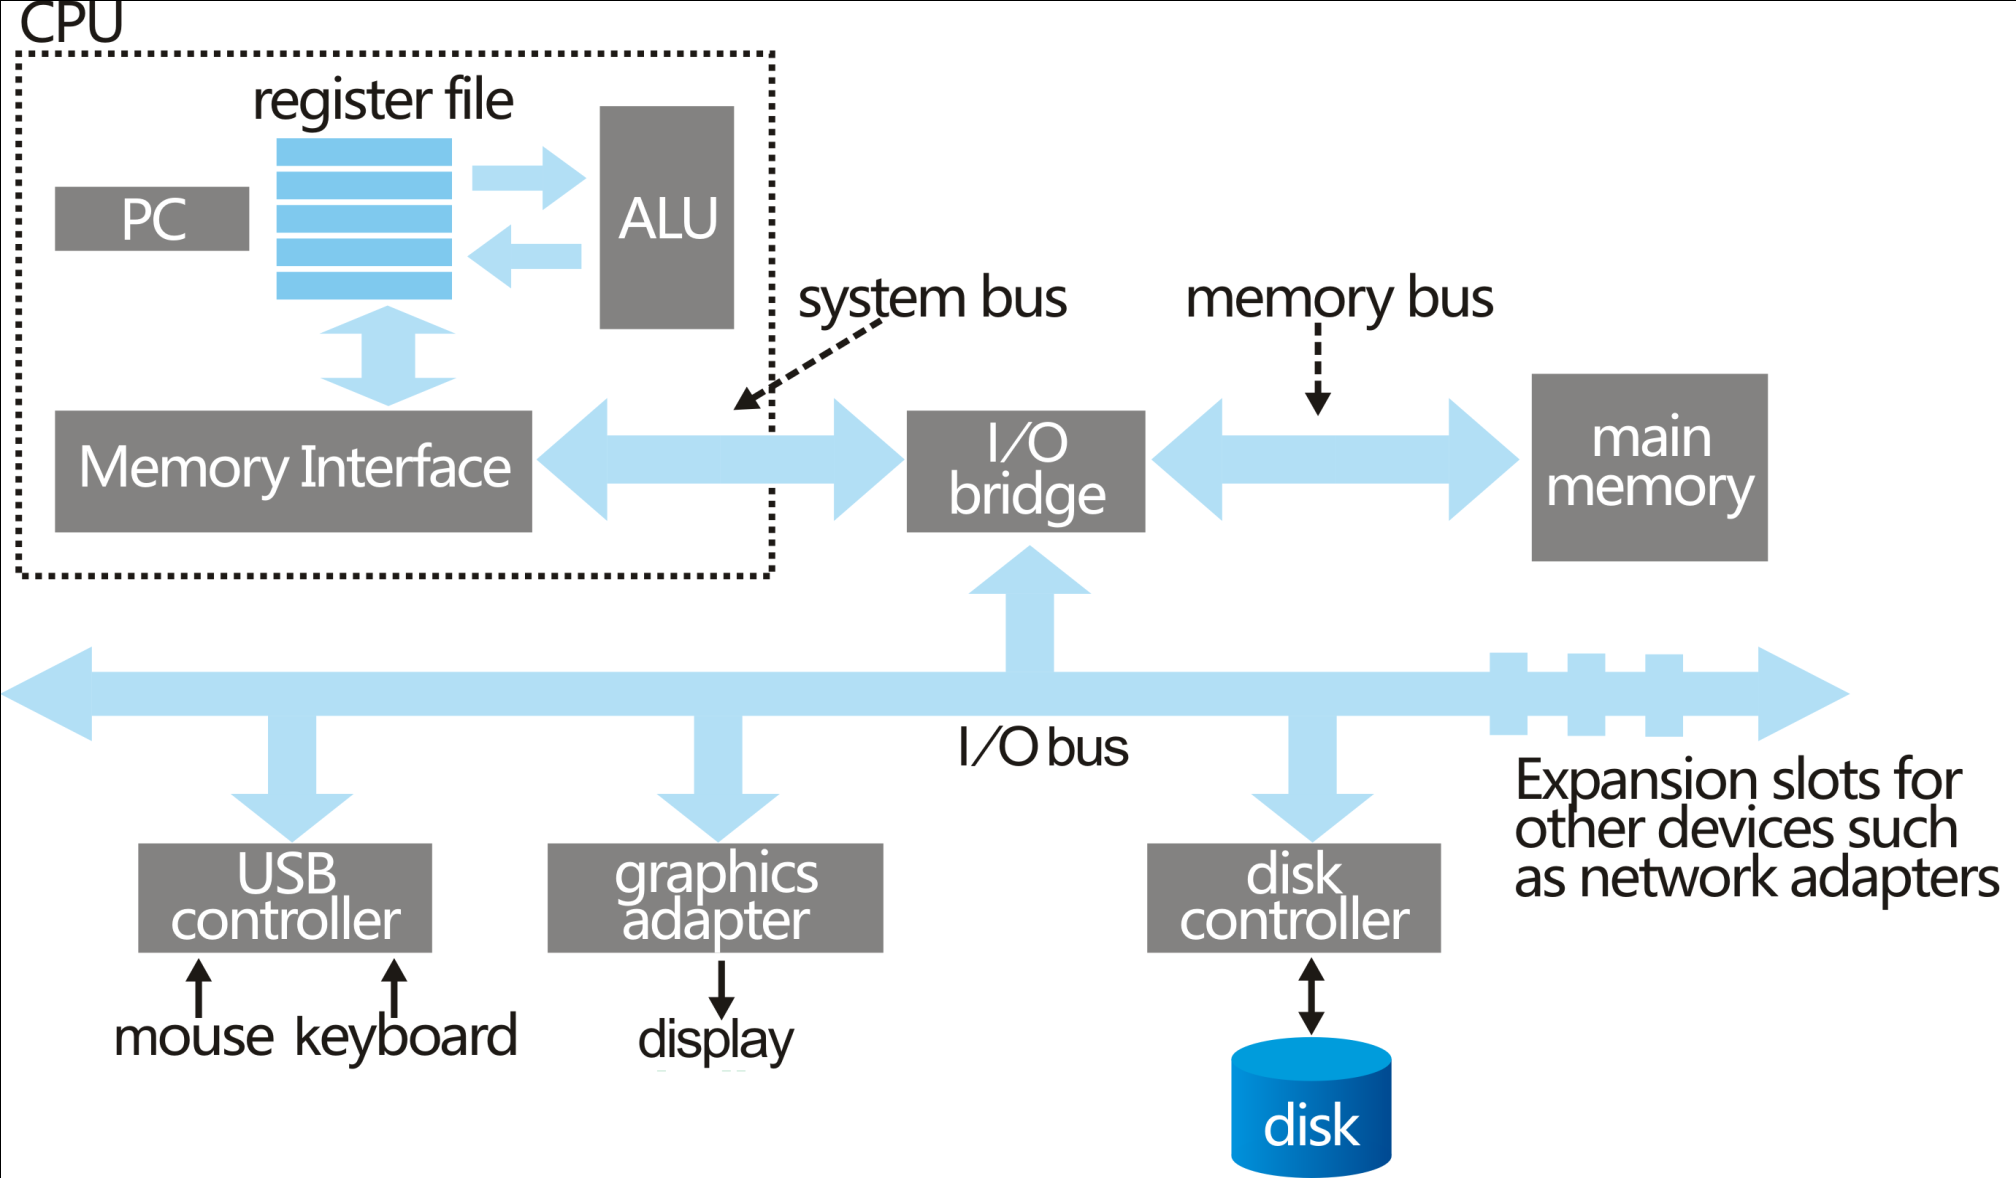 CPU
register file
PC
ALU
system bus
memory bus
Memory Interface
I/O
bridge
main
memory
I/O bus
Expansion slots for
other devices such
as network adapters
USB
controller
graphics
adapter
disk
controller
mouse
keyboard
display
disk